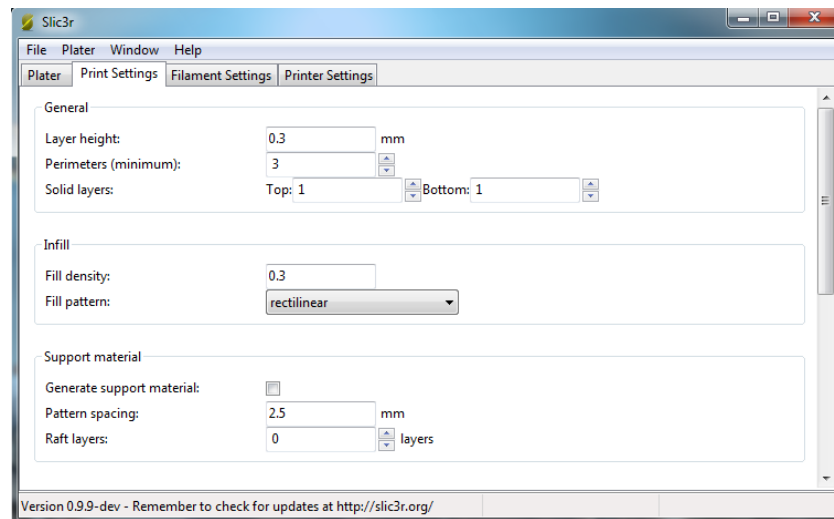 Slic3r
File Plater Window Help
Plater Print Settings Filament Settings Printer Settings
General
Layer height: 0.3 mm
Perimeters (minimum): 3
Solid layers: Top: 1 Bottom: 1
Infill
Fill density: 0.3
Fill pattern: rectilinear
Support material
Generate support material:
Pattern spacing: 2.5 mm
Raft layers: 0 layers
Version 0.9.9-dev - Remember to check for updates at http://slic3r.org/